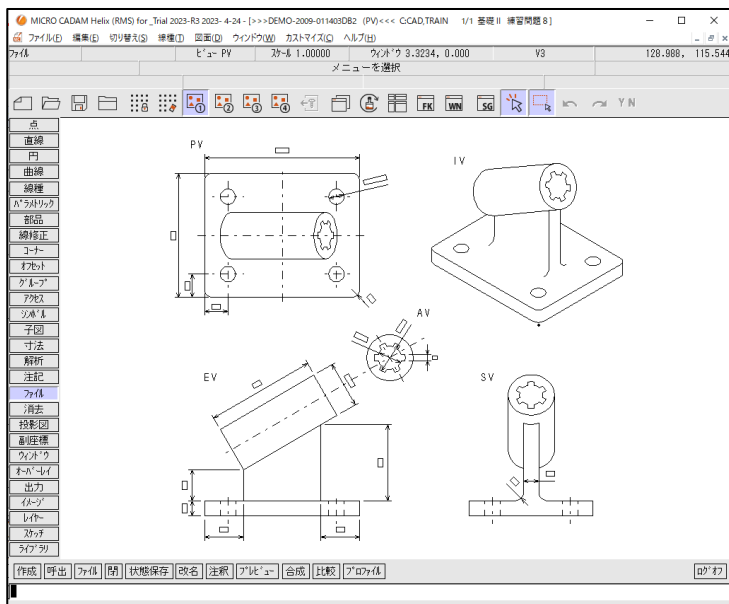 MICRO CADAM Helix (RMS) for _Trial 2023-R3 2023- 4-24 - [>>>DEMO-2009-011403DB2 (PV)<<< C:CAD,TRAIN 1/1 基礎Ⅱ 練習問題8]
ファイル(F) 編集(E) 切り替え(S) 線種(T) 図面(D) ウィンドウ(W) カストマイズ(C) ヘルプ(H)
ファイル ビュー PV スケール 1.00000 ウィンドウ 3.3234, 0.000 V3 128.988, 115.544
メニューを選択
FK WN SG Y N
点
直線
円
曲線
線種
パラメトリック
部品
線修正
コーナー
オフセット
グループ
アクセス
シンボル
子図
寸法
解析
注記
ファイル
消去
投影図
副座標
ウィンドウ
オーバーレイ
出力
イメージ
レイヤー
スケッチ
ライブラリ
PV
IV
AV
EV
SV
作成 呼出 ファイル 閉 状態保存 改名 注釈 プレビュー 合成 比較 プロファイル ログオフ